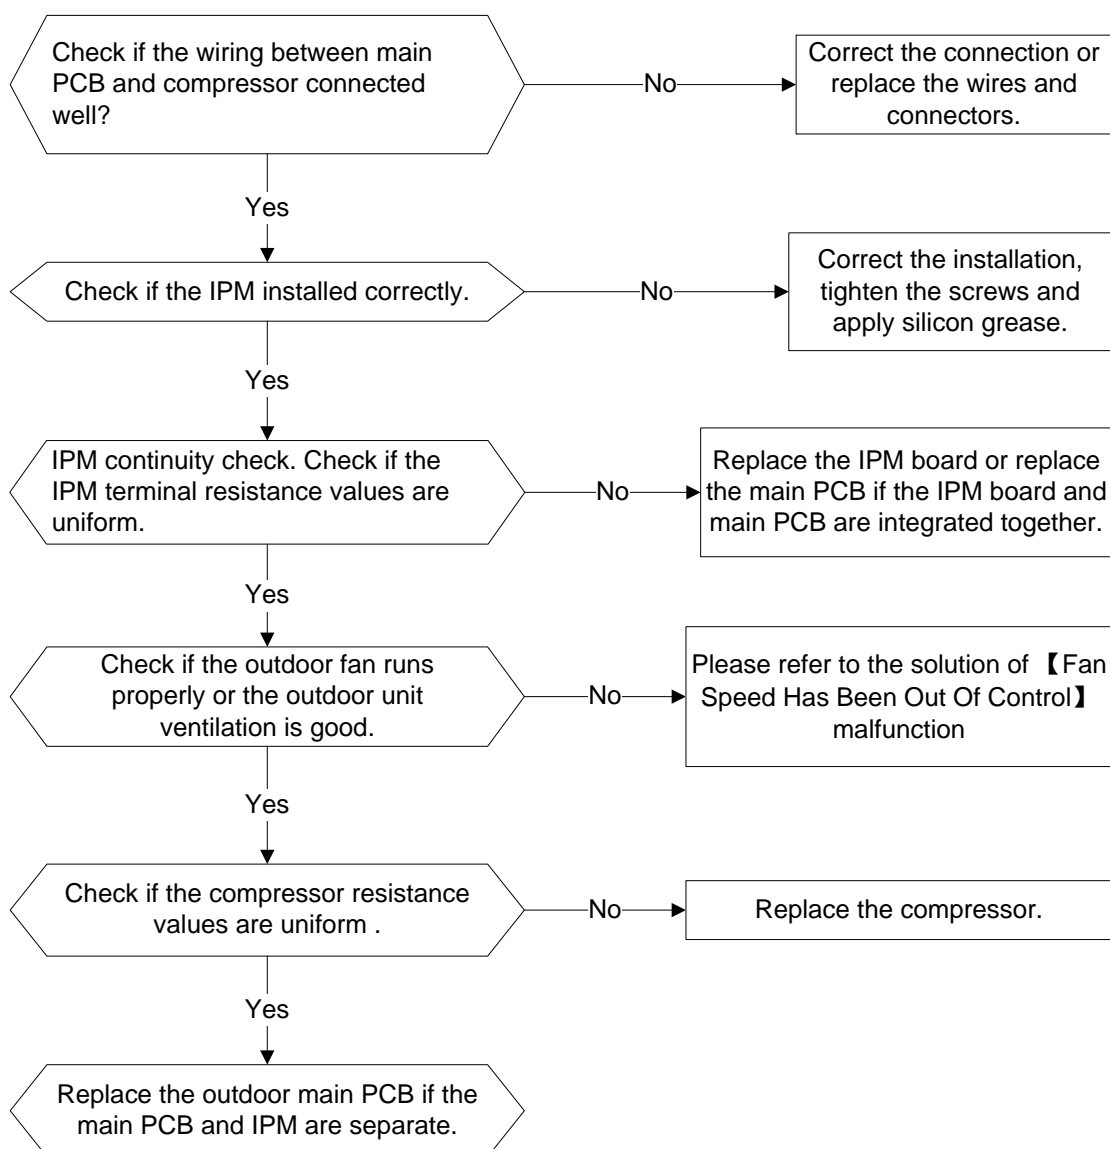 Check if the wiring between main
PCB and compressor connected
well?
No
Correct the connection or
replace the wires and
connectors.
Yes
Check if the IPM installed correctly.
No
Correct the installation,
tighten the screws and
apply silicon grease.
Yes
IPM continuity check. Check if the
IPM terminal resistance values are
uniform.
No
Replace the IPM board or replace
the main PCB if the IPM board and
main PCB are integrated together.
Yes
Check if the outdoor fan runs
properly or the outdoor unit
ventilation is good.
No
Please refer to the solution of 【Fan
Speed Has Been Out Of Control】
malfunction
Yes
Check if the compressor resistance
values are uniform .
No
Replace the compressor.
Yes
Replace the outdoor main PCB if the
main PCB and IPM are separate.